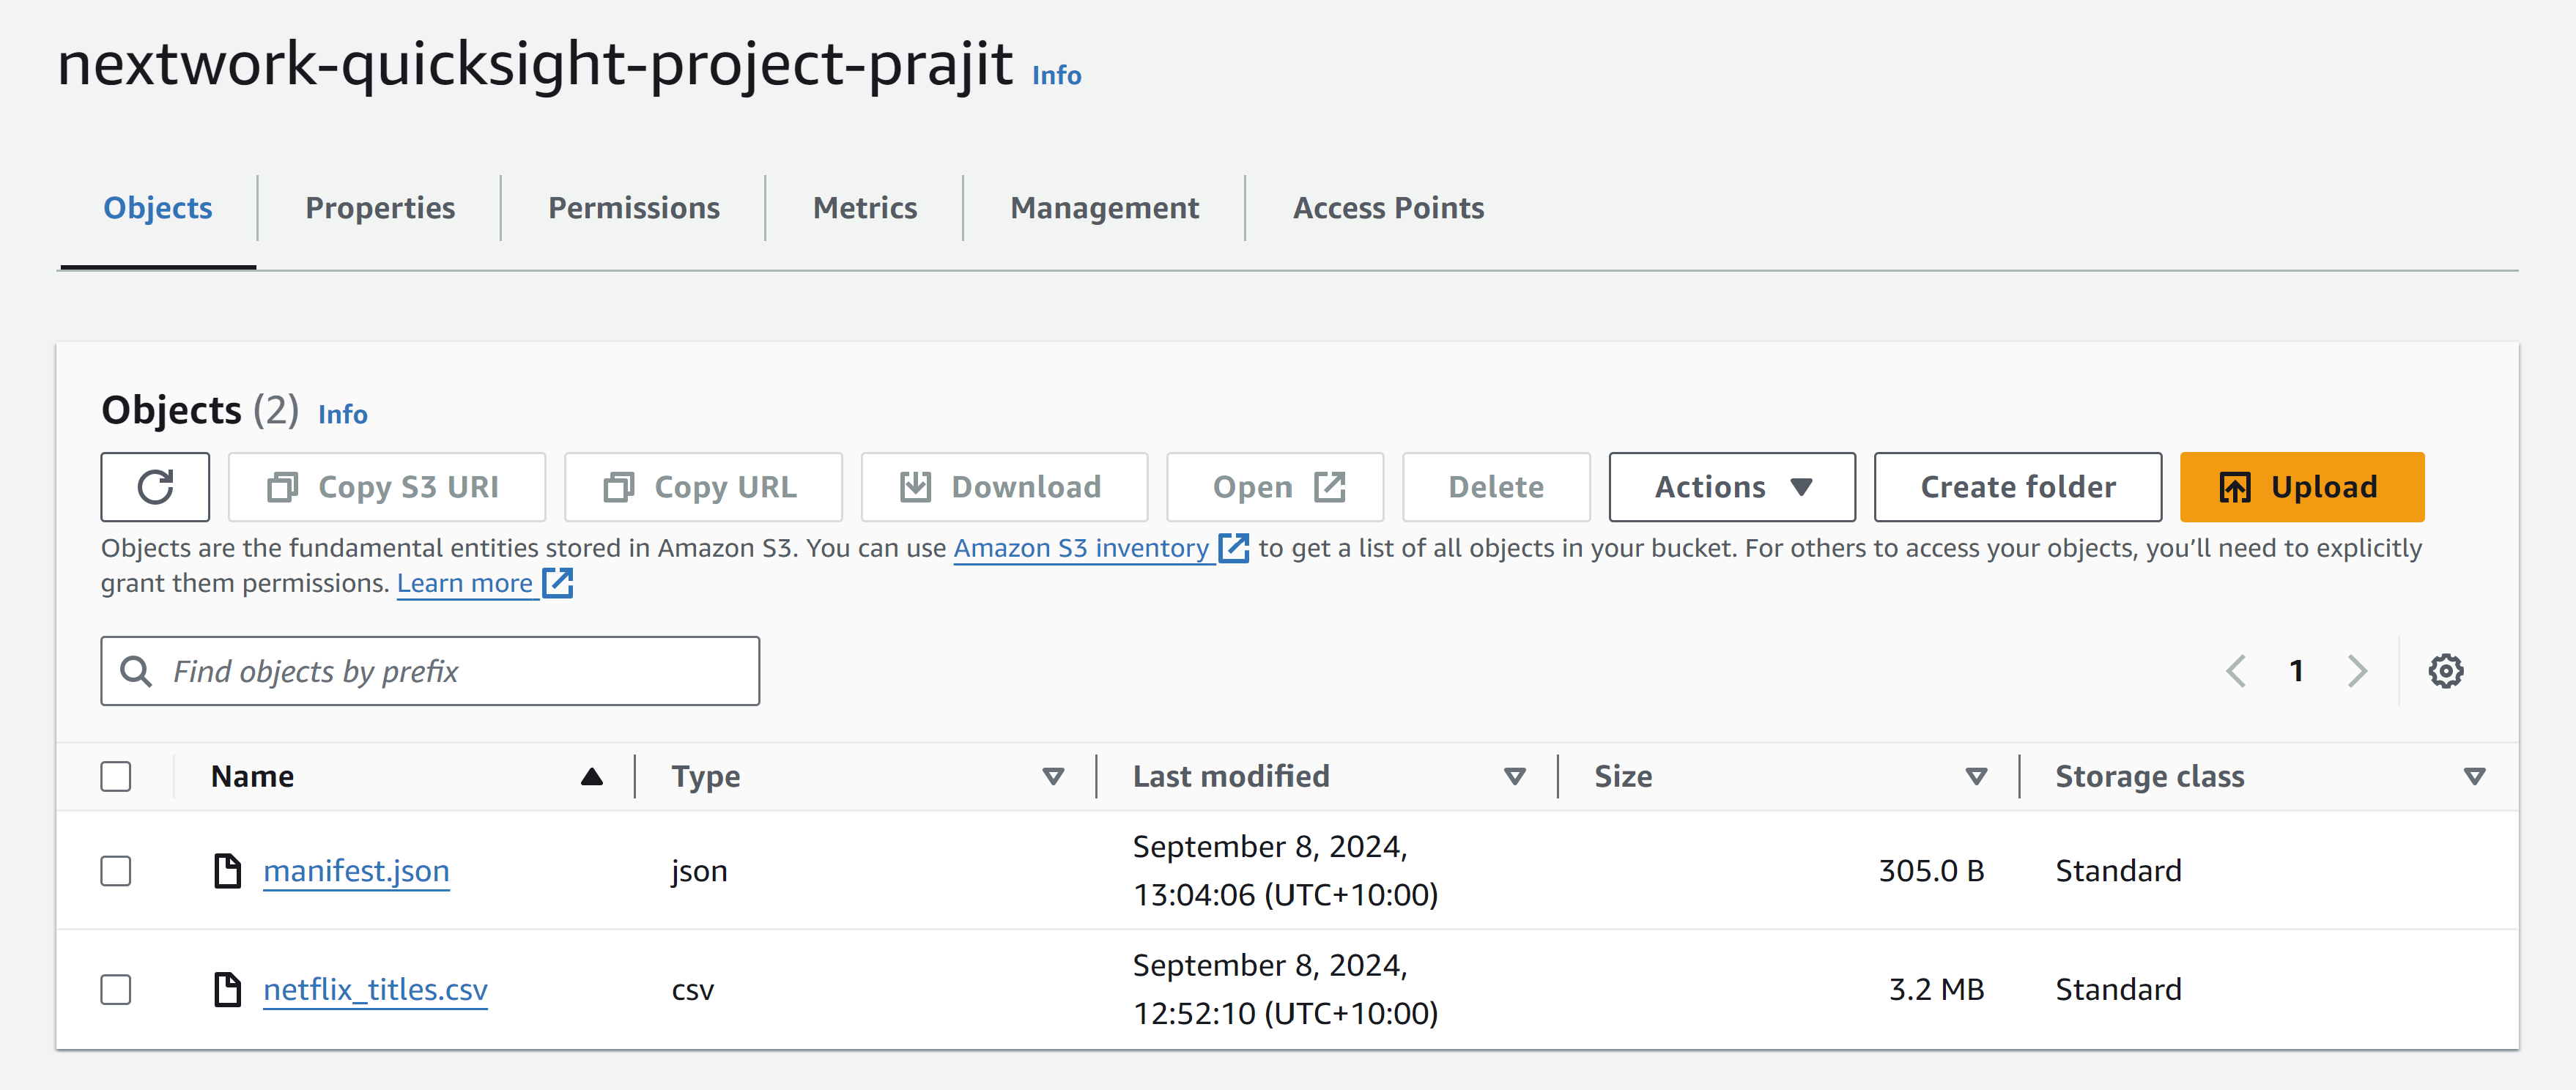 nextwork-quicksight-project-prajit Info
Objects Properties Permissions Metrics Management Access Points
Objects (2) Info
Copy S3 URI Copy URL Download Open Delete Actions Create folder Upload
Objects are the fundamental entities stored in Amazon S3. You can use Amazon S3 inventory to get a list of all objects in your bucket. For others to access your objects, you’ll need to explicitly
grant them permissions. Learn more
Find objects by prefix 1
Name Type Last modified Size Storage class
manifest.json json September 8, 2024, 305.0 B Standard
13:04:06 (UTC+10:00)
netflix_titles.csv csv September 8, 2024, 3.2 MB Standard
12:52:10 (UTC+10:00)